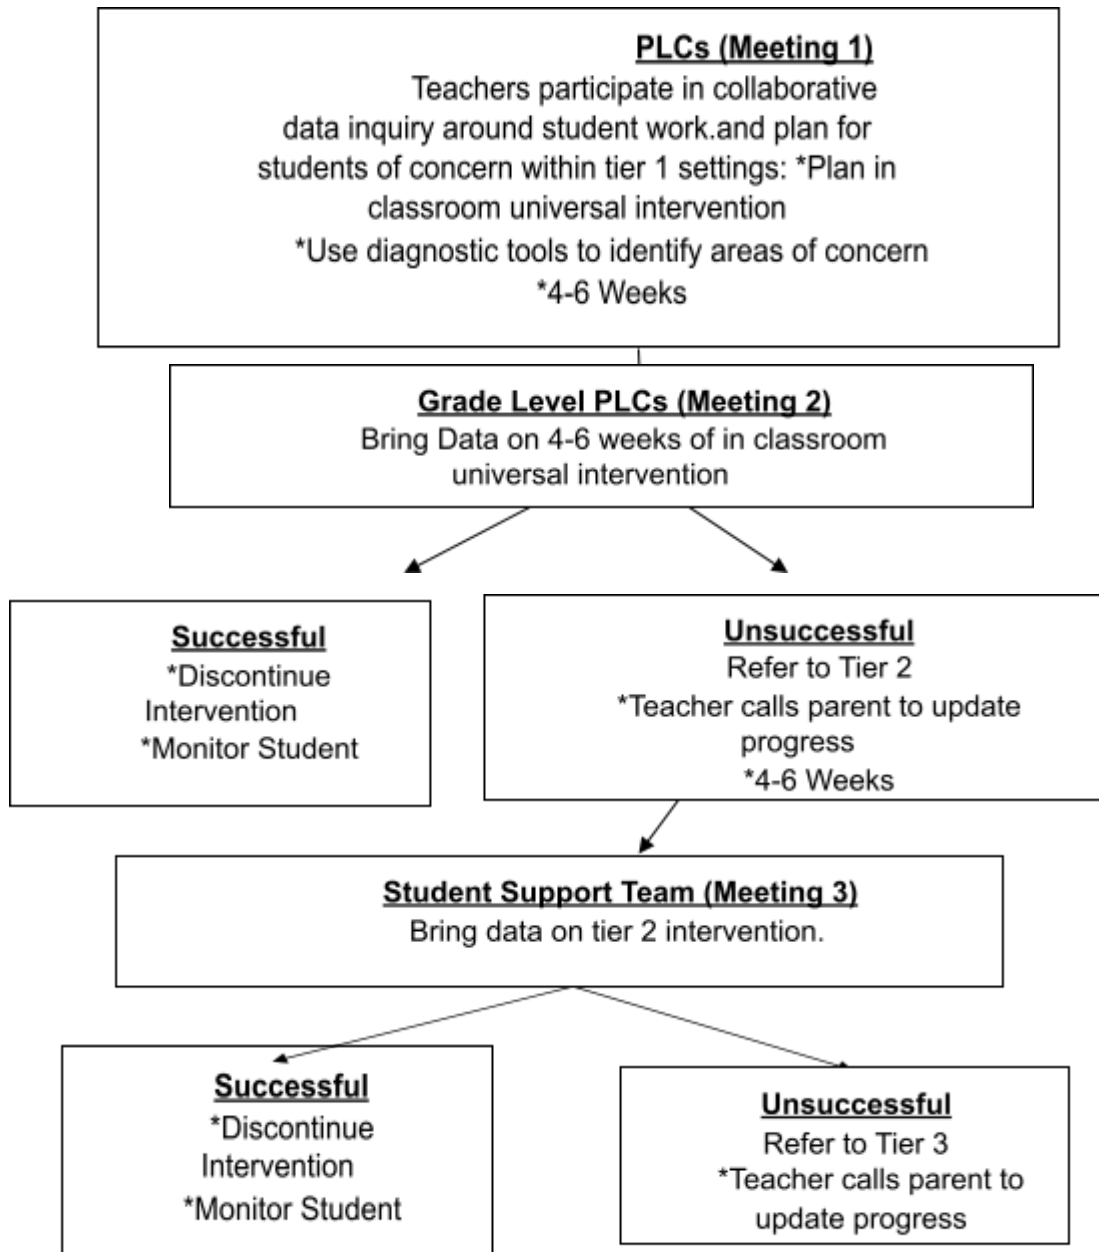 PLCs (Meeting 1)
Teachers participate in collaborative
data inquiry around student work.and plan for
students of concern within tier 1 settings: *Plan in
classroom universal intervention
*Use diagnostic tools to identify areas of concern
*4-6 Weeks
Grade Level PLCs (Meeting 2)
Bring Data on 4-6 weeks of in classroom
universal intervention
Successful
*Discontinue
Intervention
*Monitor Student
Unsuccessful
Refer to Tier 2
*Teacher calls parent to update
progress
*4-6 Weeks
Student Support Team (Meeting 3)
Bring data on tier 2 intervention.
Successful
*Discontinue
Intervention
*Monitor Student
Unsuccessful
Refer to Tier 3
*Teacher calls parent to
update progress